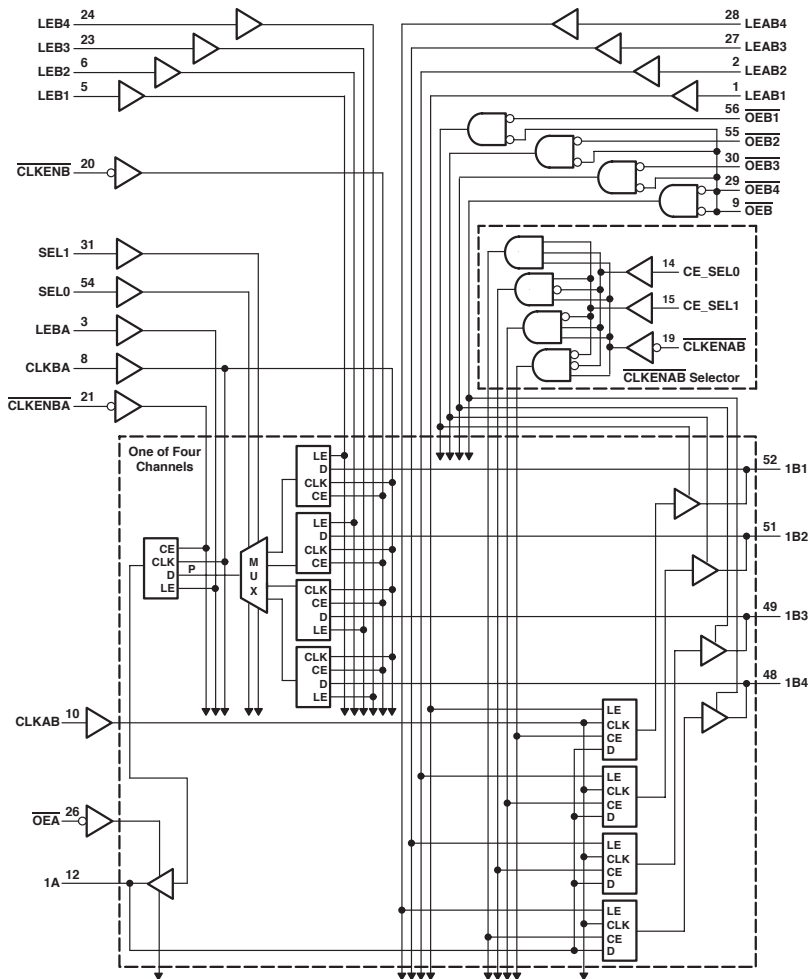 LEB4 24
LEB3 23
LEB2 6
LEB1 5
CLKENB 20
SEL1 31
SEL0 54
LEBA 3
CLKBA 8
CLKENBA 21
28 LEAB4
27 LEAB3
2 LEAB2
1 LEAB1
56 OEB1
55 OEB2
30 OEB3
29 OEB4
9 OEB
14 CE_SEL0
15 CE_SEL1
19 CLKENAB
CLKENAB Selector
One of Four
Channels
LE
D
CLK
CE
LE
D
CLK
CE
CLK
CE
D
LE
CLK
CE
D
LE
CE
CLK
D P
LE
M
U
X
52 1B1
51 1B2
49 1B3
48 1B4
CLKAB 10
OEA 26
1A 12
LE
CLK
CE
D
LE
CLK
CE
D
LE
CLK
CE
D
LE
CLK
CE
D